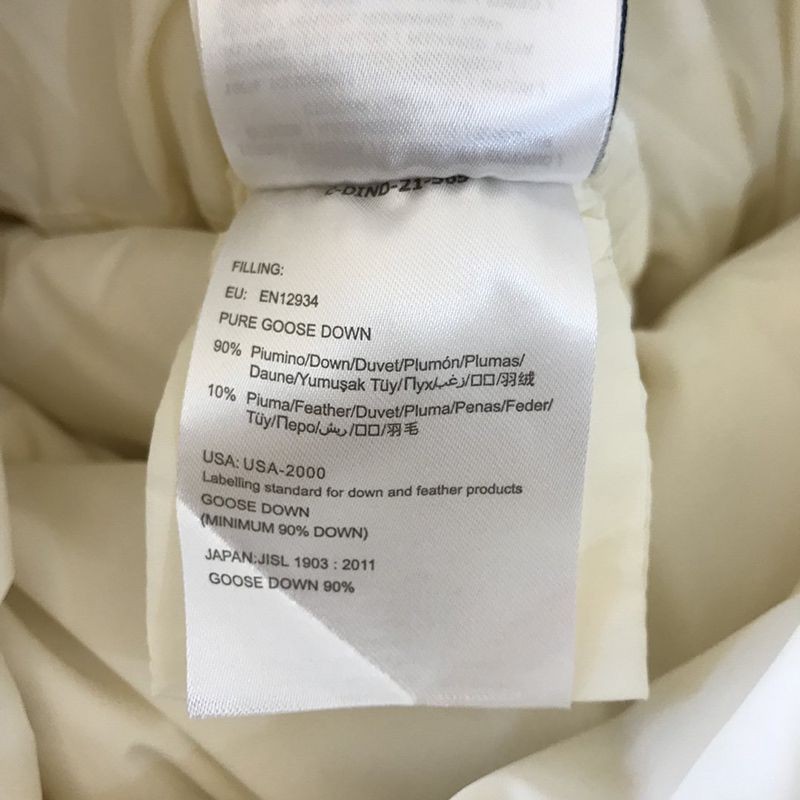 FILLING:
EU: EN12934
PURE GOOSE DOWN
90% Piumino/Down/Duvet/Plumón/Plumas/
Daune/Yumuşak Tüy/Пух/زغب/□□/羽绒
10% Piuma/Feather/Duvet/Pluma/Penas/Feder/
Tüy/Перо/ريش/□□/羽毛
USA: USA-2000
Labelling standard for down and feather products
GOOSE DOWN
(MINIMUM 90% DOWN)
JAPAN:JISL 1903 : 2011
GOOSE DOWN 90%